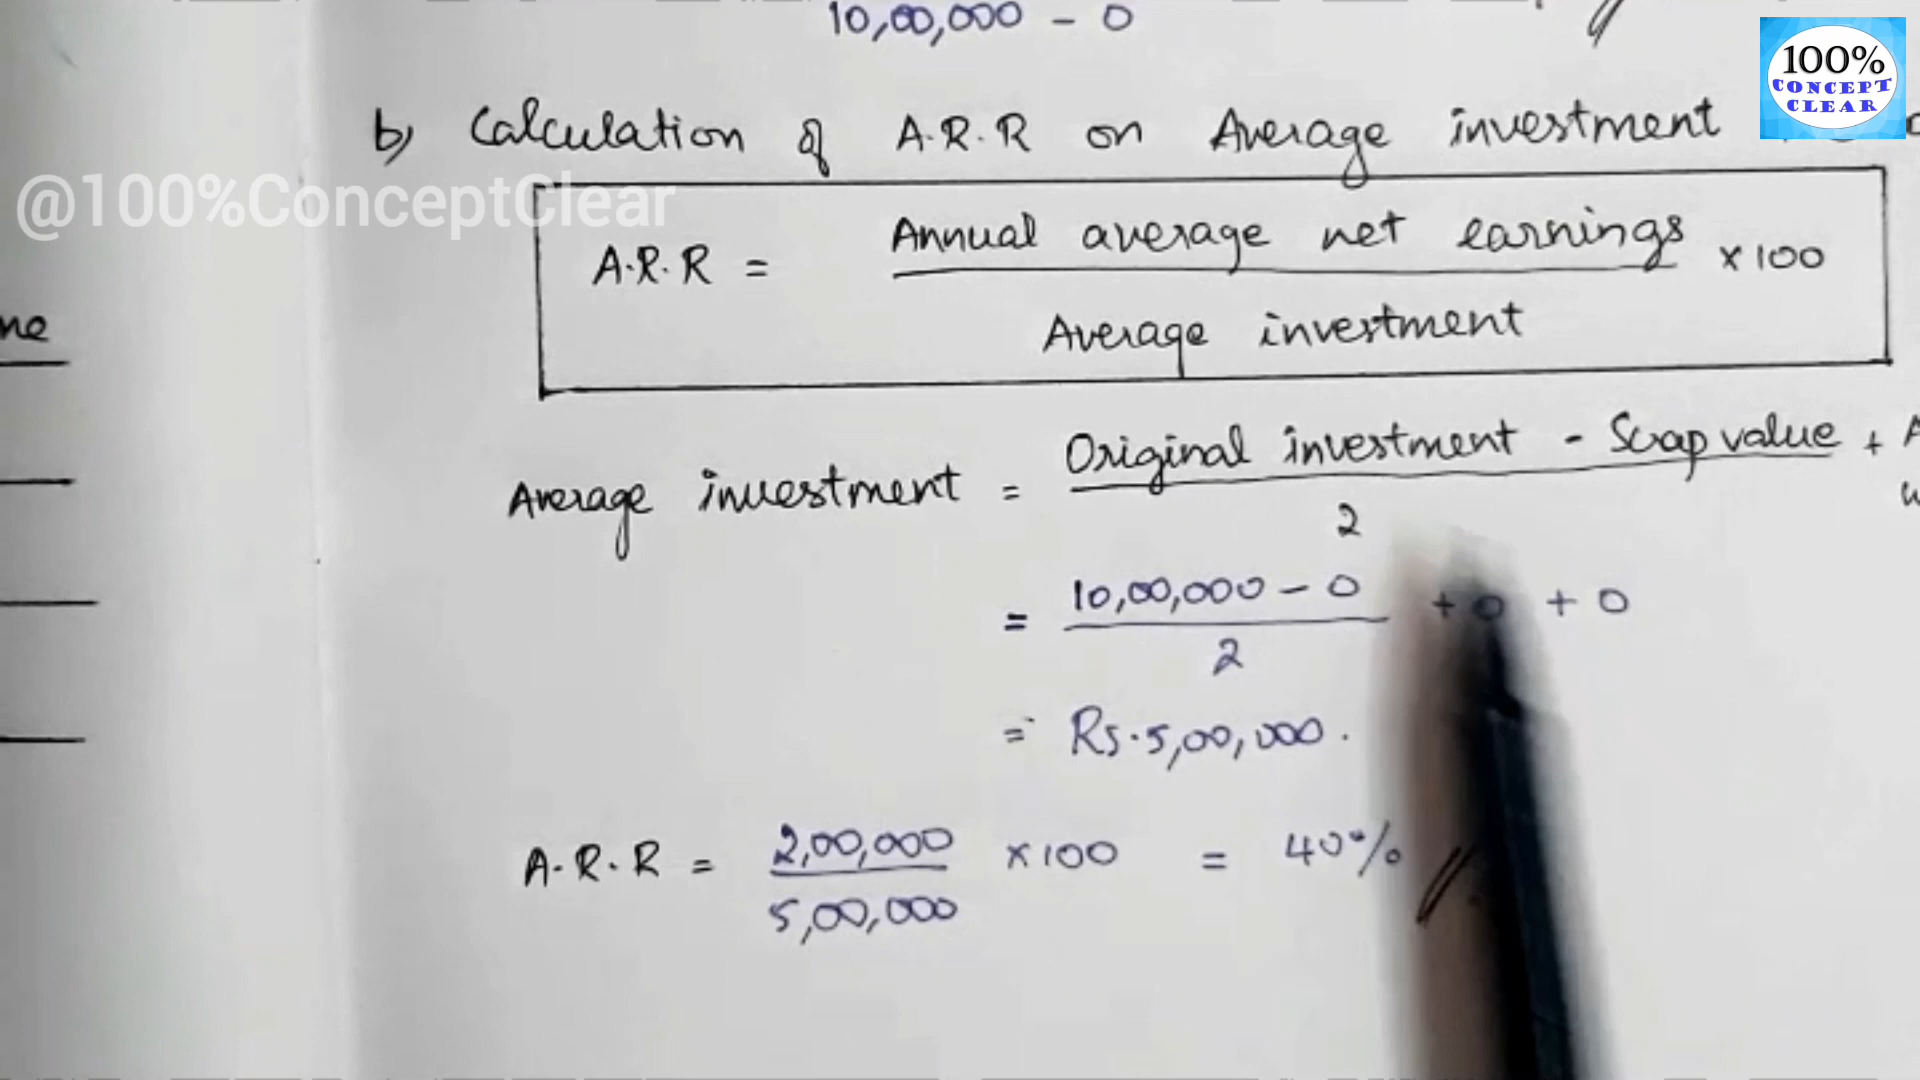 10,00,000 - 0
100%
CONCEPT
CLEAR
b) Calculation of A.R.R on Average investment
@100%ConceptClear
A.R.R = Annual average net earnings × 100
Average investment
ne
Average investment = Original investment - Scrap value +
2
= 10,00,000 - 0 + 0 + 0
2
= Rs. 5,00,000.
A.R.R = 2,00,000 × 100 = 40%
5,00,000